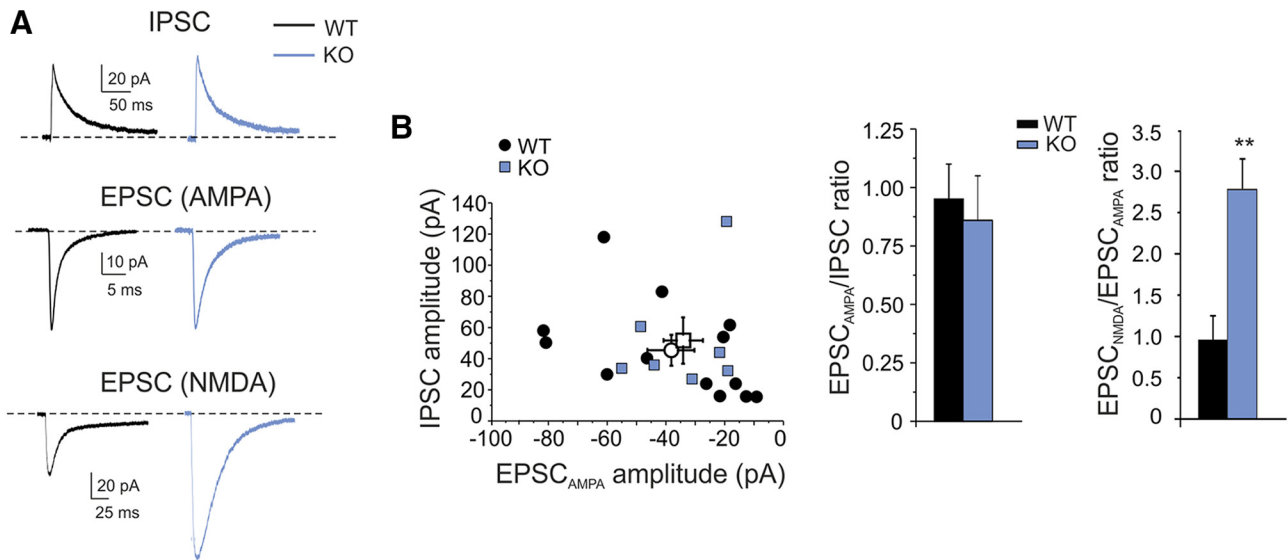 A
IPSC
WT
KO
20 pA
50 ms
EPSC (AMPA)
10 pA
5 ms
EPSC (NMDA)
20 pA
25 ms
B
WT
KO
IPSC amplitude (pA)
140
120
100
80
60
40
20
0
-100 -80 -60 -40 -20 0
EPSCAMPA amplitude (pA)
EPSCAMPA/IPSC ratio
1.25
1.00
0.75
0.50
0.25
0
WT
KO
EPSCNMDA/EPSCAMPA ratio
3.5
3.0
2.5
2.0
1.5
1.0
0.5
0
**